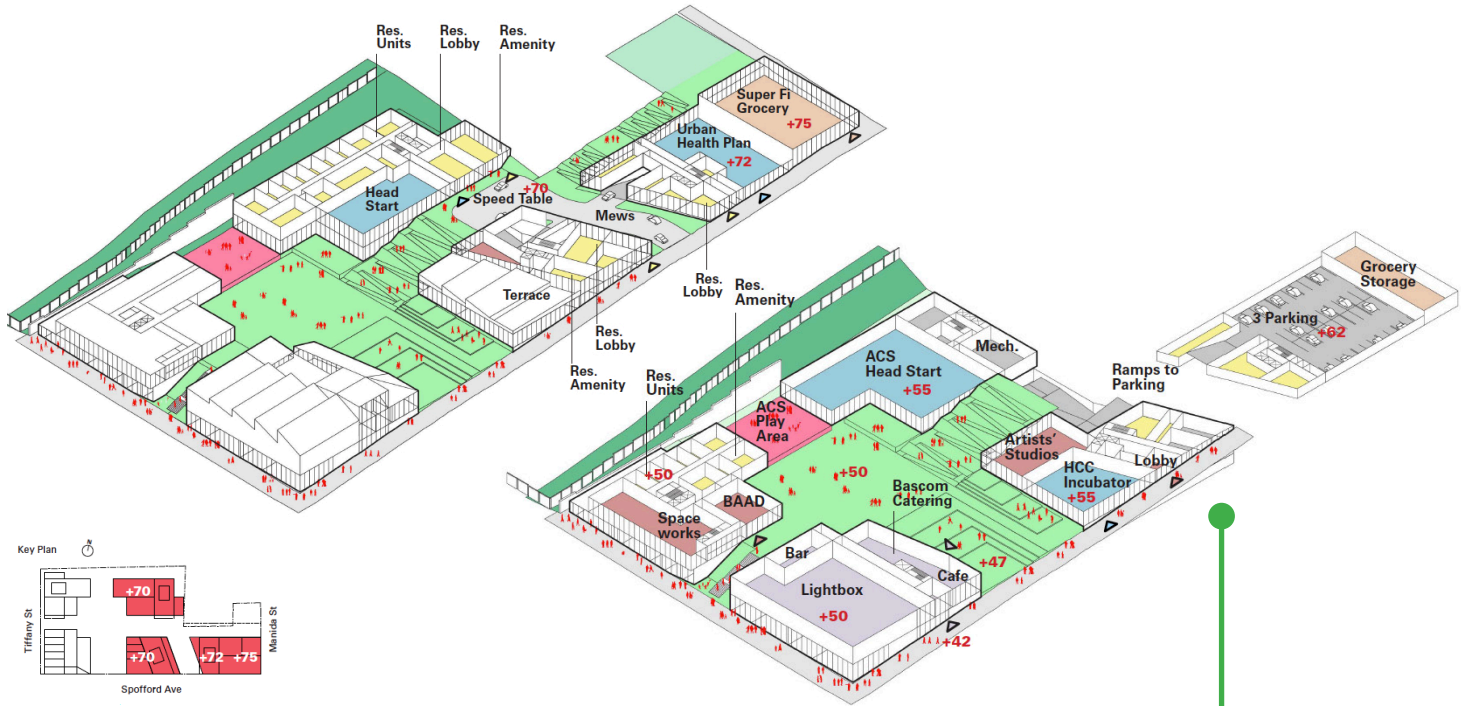 Res.
Units
Res.
Lobby
Res.
Amenity
Super Fi
Grocery
+75
Urban
Health Plan
+72
Head
Start
+70
Speed Table
Mews
Terrace
Res.
Lobby
Res.
Amenity
Res.
Lobby
Res.
Amenity
Res.
Units
Grocery
Storage
3 Parking
+62
Ramps to
Parking
Mech.
ACS
Head Start
+55
ACS
Play
Area
Artists'
Studios
Lobby
HCC
Incubator
+55
+50
+50
BAAD
Space
works
Bascom
Catering
Bar
Cafe
+47
Lightbox
+50
+42
Key Plan
N
Tiffany St
Manida St
+70
+70
+72
+75
Spofford Ave